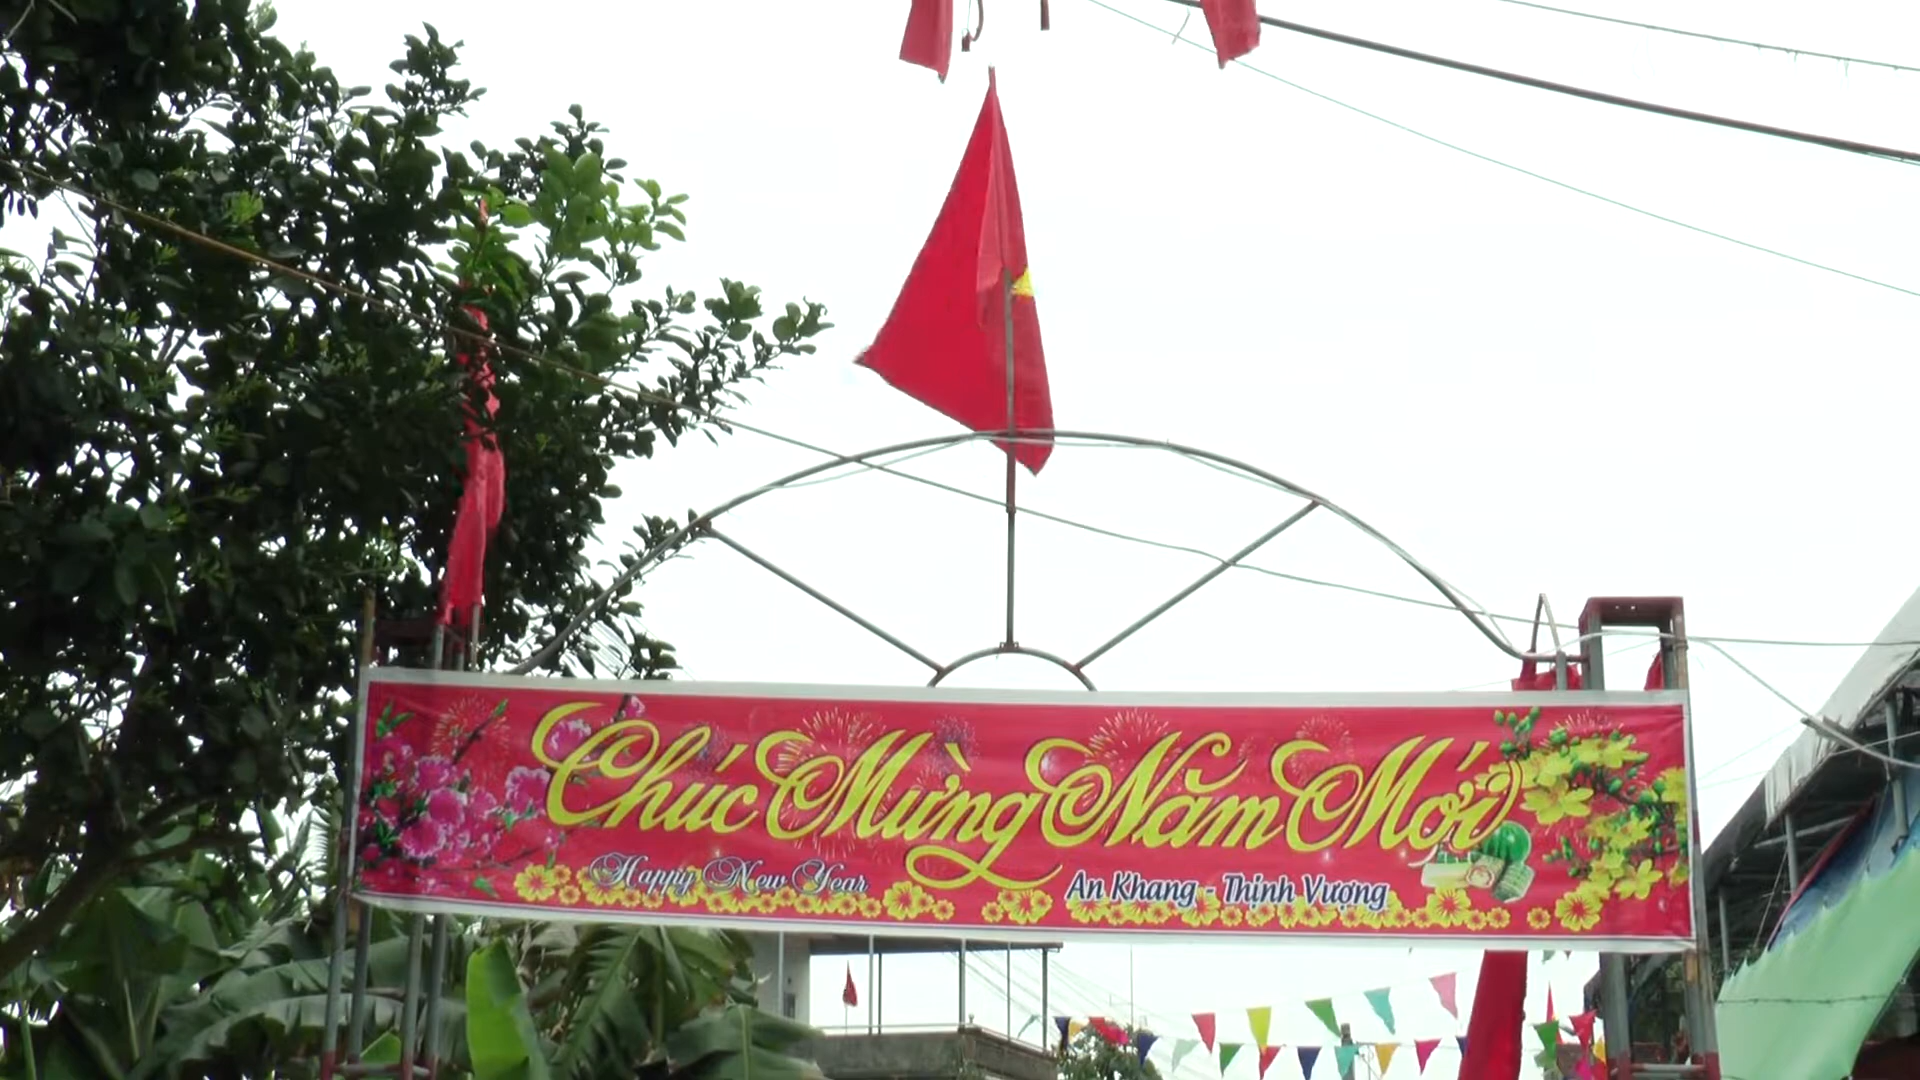 Chúc Mừng Năm Mới
Happy New Year
An Khang - Thịnh Vượng